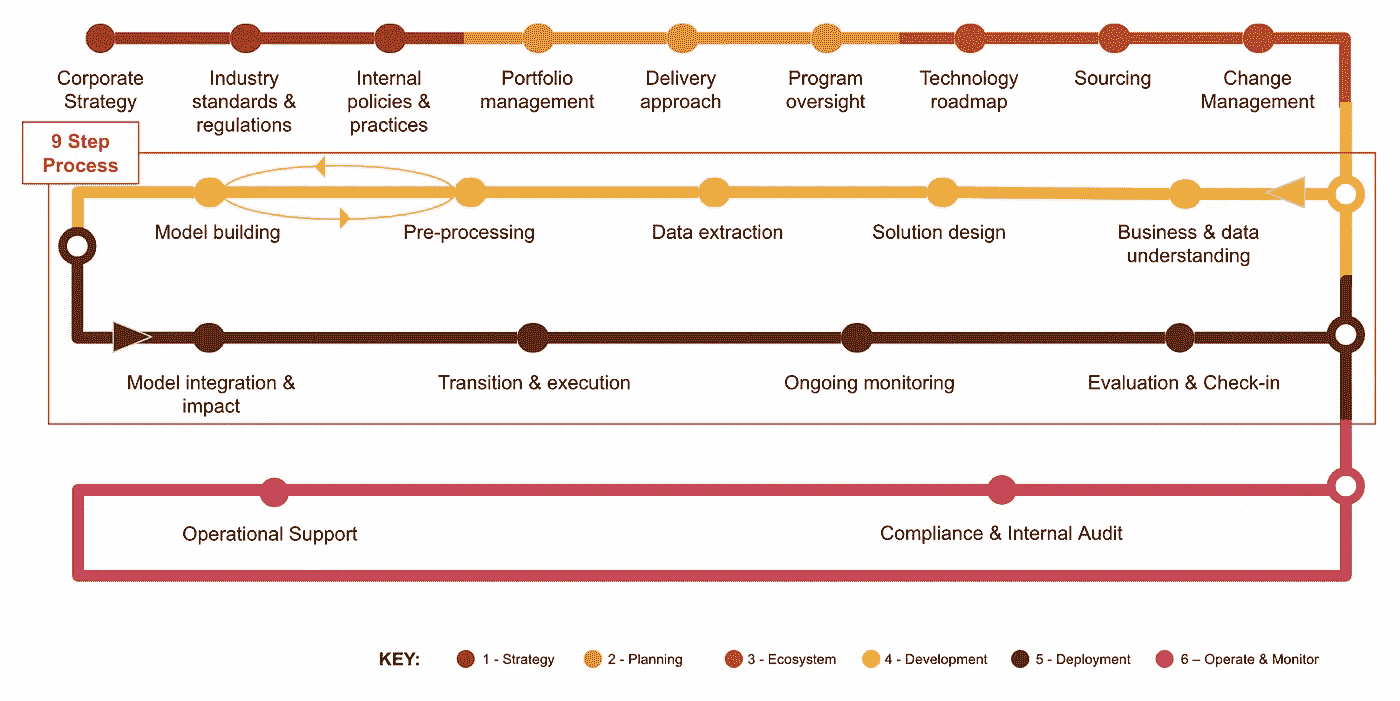 Corporate
Strategy
Industry
standards &
regulations
Internal
policies &
practices
Portfolio
management
Delivery
approach
Program
oversight
Technology
roadmap
Sourcing
Change
Management
9 Step
Process
Model building
Pre-processing
Data extraction
Solution design
Business & data
understanding
Model integration &
impact
Transition & execution
Ongoing monitoring
Evaluation & Check-in
Operational Support
Compliance & Internal Audit
KEY:
1 - Strategy
2 - Planning
3 - Ecosystem
4 - Development
5 - Deployment
6 – Operate & Monitor